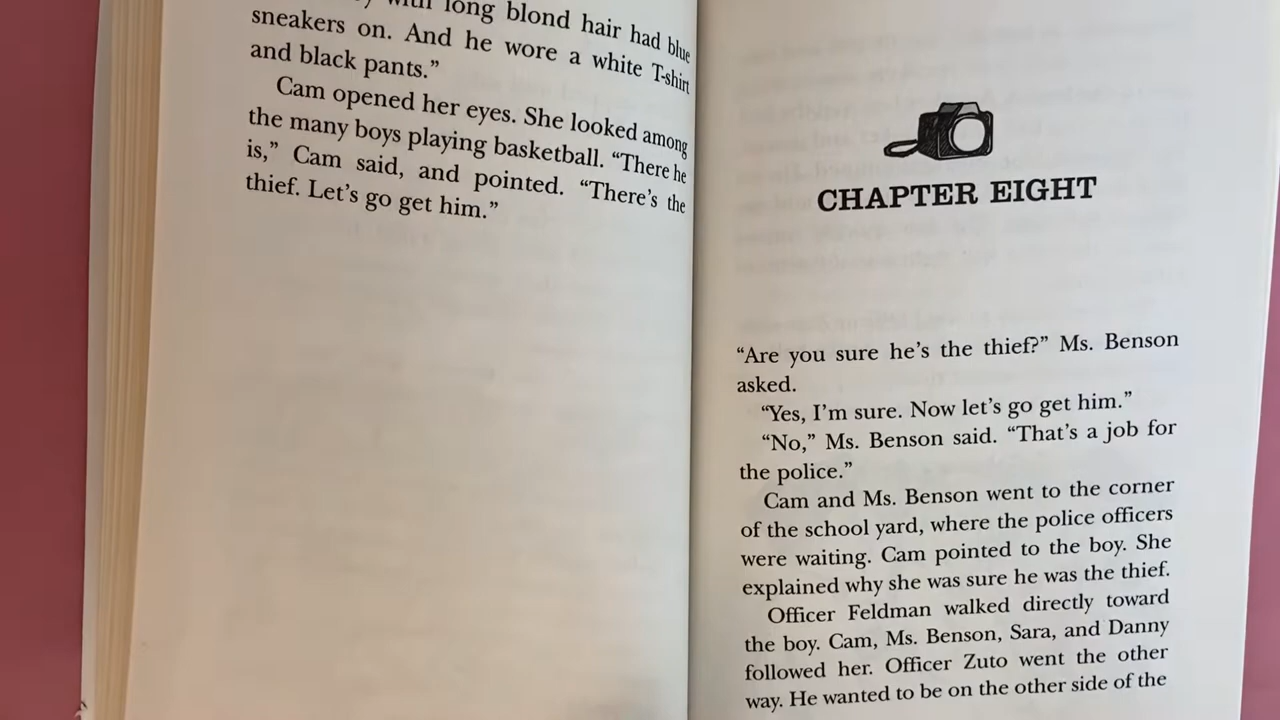 with long blond hair had blue
sneakers on. And he wore a white T-shirt
and black pants.”
Cam opened her eyes. She looked among
the many boys playing basketball. “There he
is,” Cam said, and pointed. “There’s the
thief. Let’s go get him.”
CHAPTER EIGHT
“Are you sure he’s the thief?” Ms. Benson
asked.
“Yes, I’m sure. Now let’s go get him.”
“No,” Ms. Benson said. “That’s a job for
the police.”
Cam and Ms. Benson went to the corner
of the school yard, where the police officers
were waiting. Cam pointed to the boy. She
explained why she was sure he was the thief.
Officer Feldman walked directly toward
the boy. Cam, Ms. Benson, Sara, and Danny
followed her. Officer Zuto went the other
way. He wanted to be on the other side of the